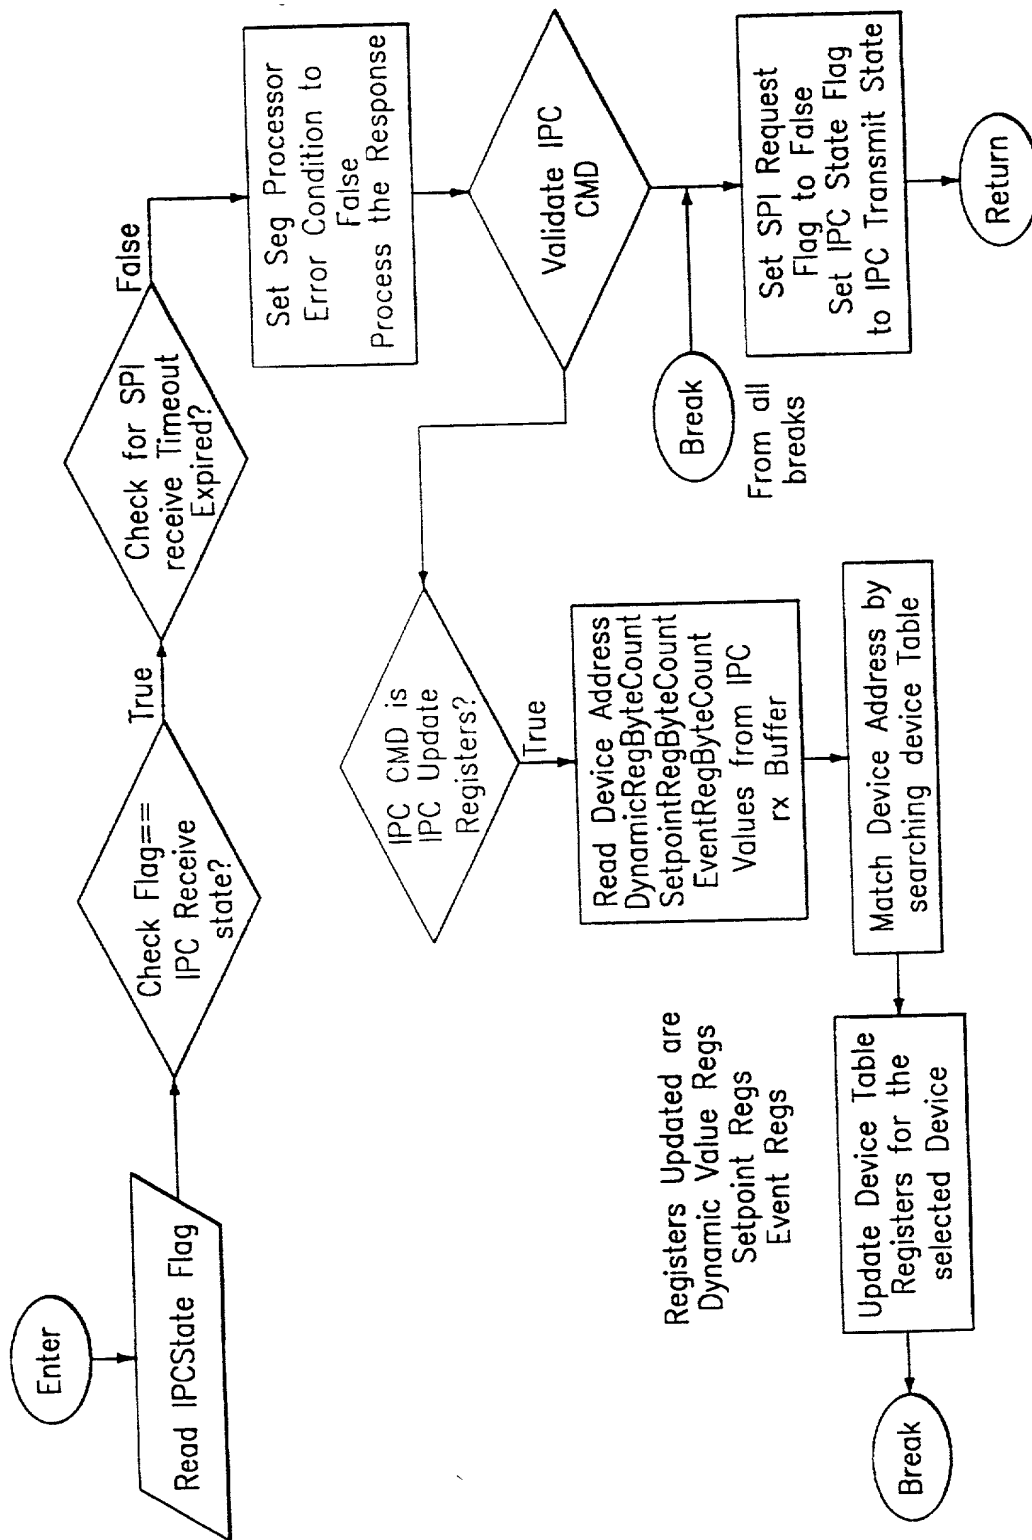 Enter
Read IPCState Flag
Check Flag==
IPC Receive
state?
True
Check for SPI
receive Timeout
Expired?
False
Set Seg Processor
Error Condition to
False
Process the Response
Validate IPC
CMD
IPC CMD is
IPC Update
Registers?
True
Read Device Address
DynamicRegByteCount
SetpointRegByteCount
EventRegByteCount
Values from IPC
rx Buffer
Match Device Address by
searching device Table
Registers Updated are
Dynamic Value Regs
Setpoint Regs
Event Regs
Update Device Table
Registers for the
selected Device
Break
Break
From all
breaks
Set SPI Request
Flag to False
Set IPC State Flag
to IPC Transmit State
Return